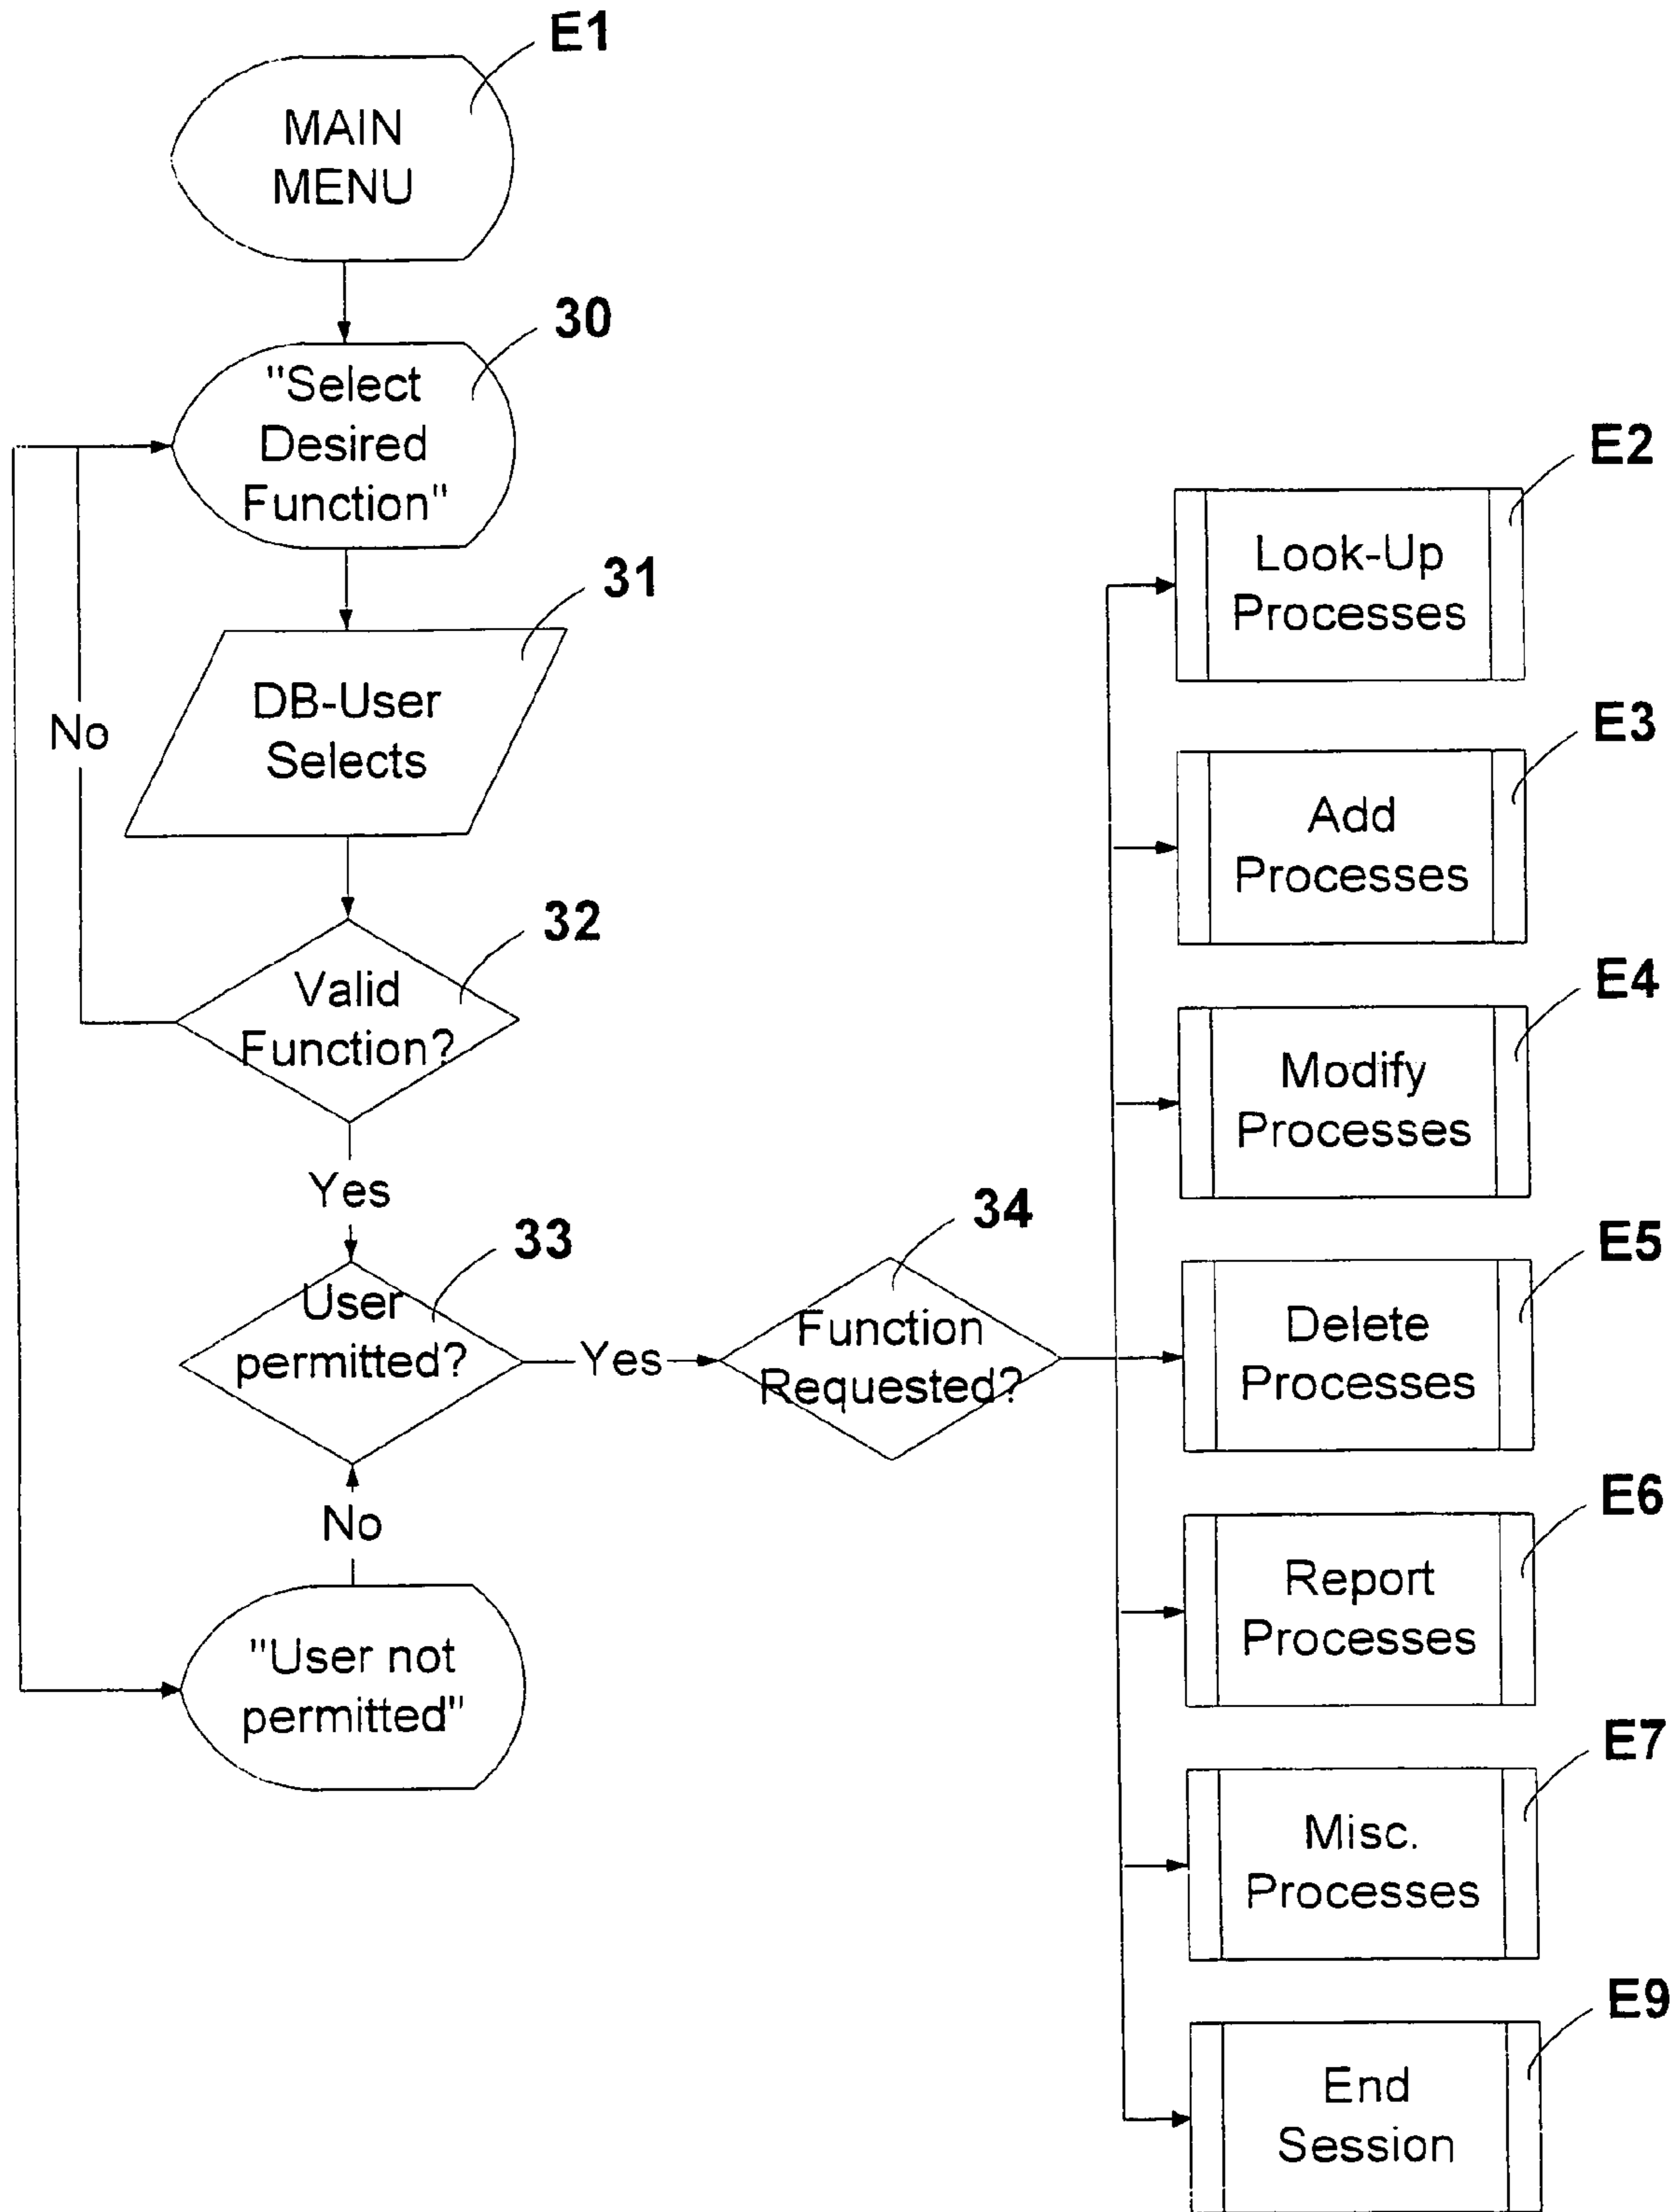 E1
MAIN
MENU
30
"Select
Desired
Function"
31
DB-User
Selects
No
32
Valid
Function?
Yes
33
User
permitted?
Yes
34
Function
Requested?
No
"User not
permitted"
E2
Look-Up
Processes
E3
Add
Processes
E4
Modify
Processes
E5
Delete
Processes
E6
Report
Processes
E7
Misc.
Processes
E9
End
Session